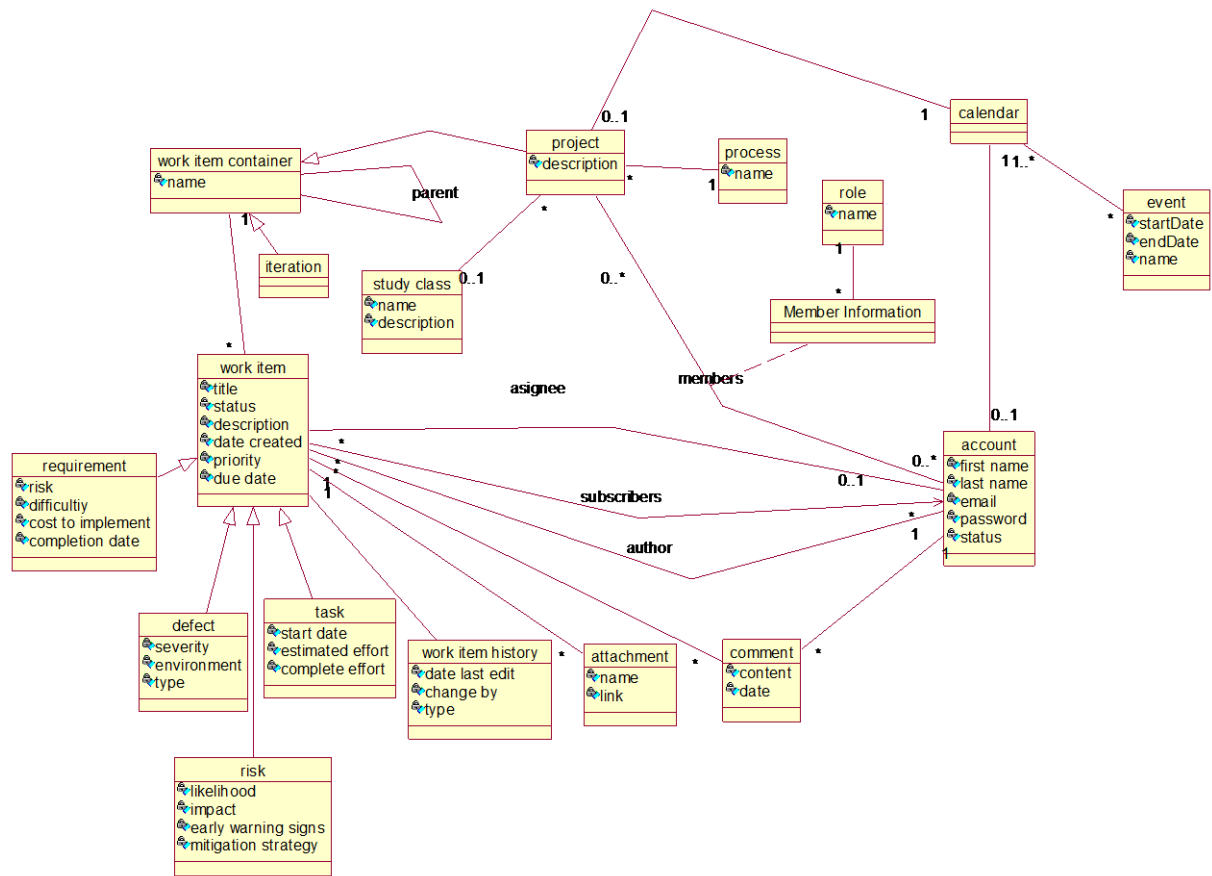 0..1
1
calendar
work item container
name
parent
1
project
description
*
*
process
name
1
role
name
1
1 1..*
*
event
startDate
endDate
name
iteration
study class
name
description
0..1
0..*
*
Member Information
*
work item
title
status
description
date created
priority
due date
asignee
members
0..1
account
first name
last name
email
password
status
0..*
0..1
*
*
*
1
1
subscribers
*
author
1
1
requirement
risk
difficultiy
cost to implement
completion date
defect
severity
environment
type
task
start date
estimated effort
complete effort
work item history
date last edit
change by
type
*
attachment
name
link
*
comment
content
date
*
risk
likelihood
impact
early warning signs
mitigation strategy